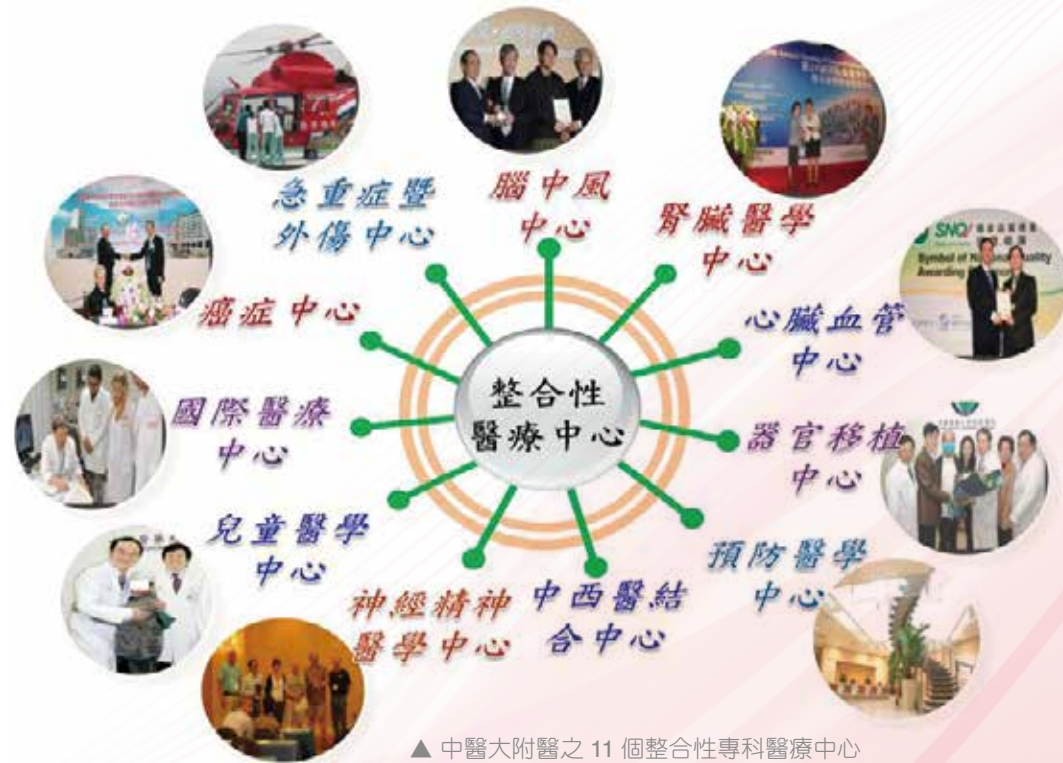 腦中風
中心
腎臟醫學
中心
心臟血管
中心
器官移植
中心
預防醫學
中心
中西醫結
合中心
神經精神
醫學中心
兒童醫學
中心
國際醫療
中心
癌症中心
急重症暨
外傷中心
整合性
醫療中心
SNQ
Symbol of National Quality
▲ 中醫大附醫之 11 個整合性專科醫療中心